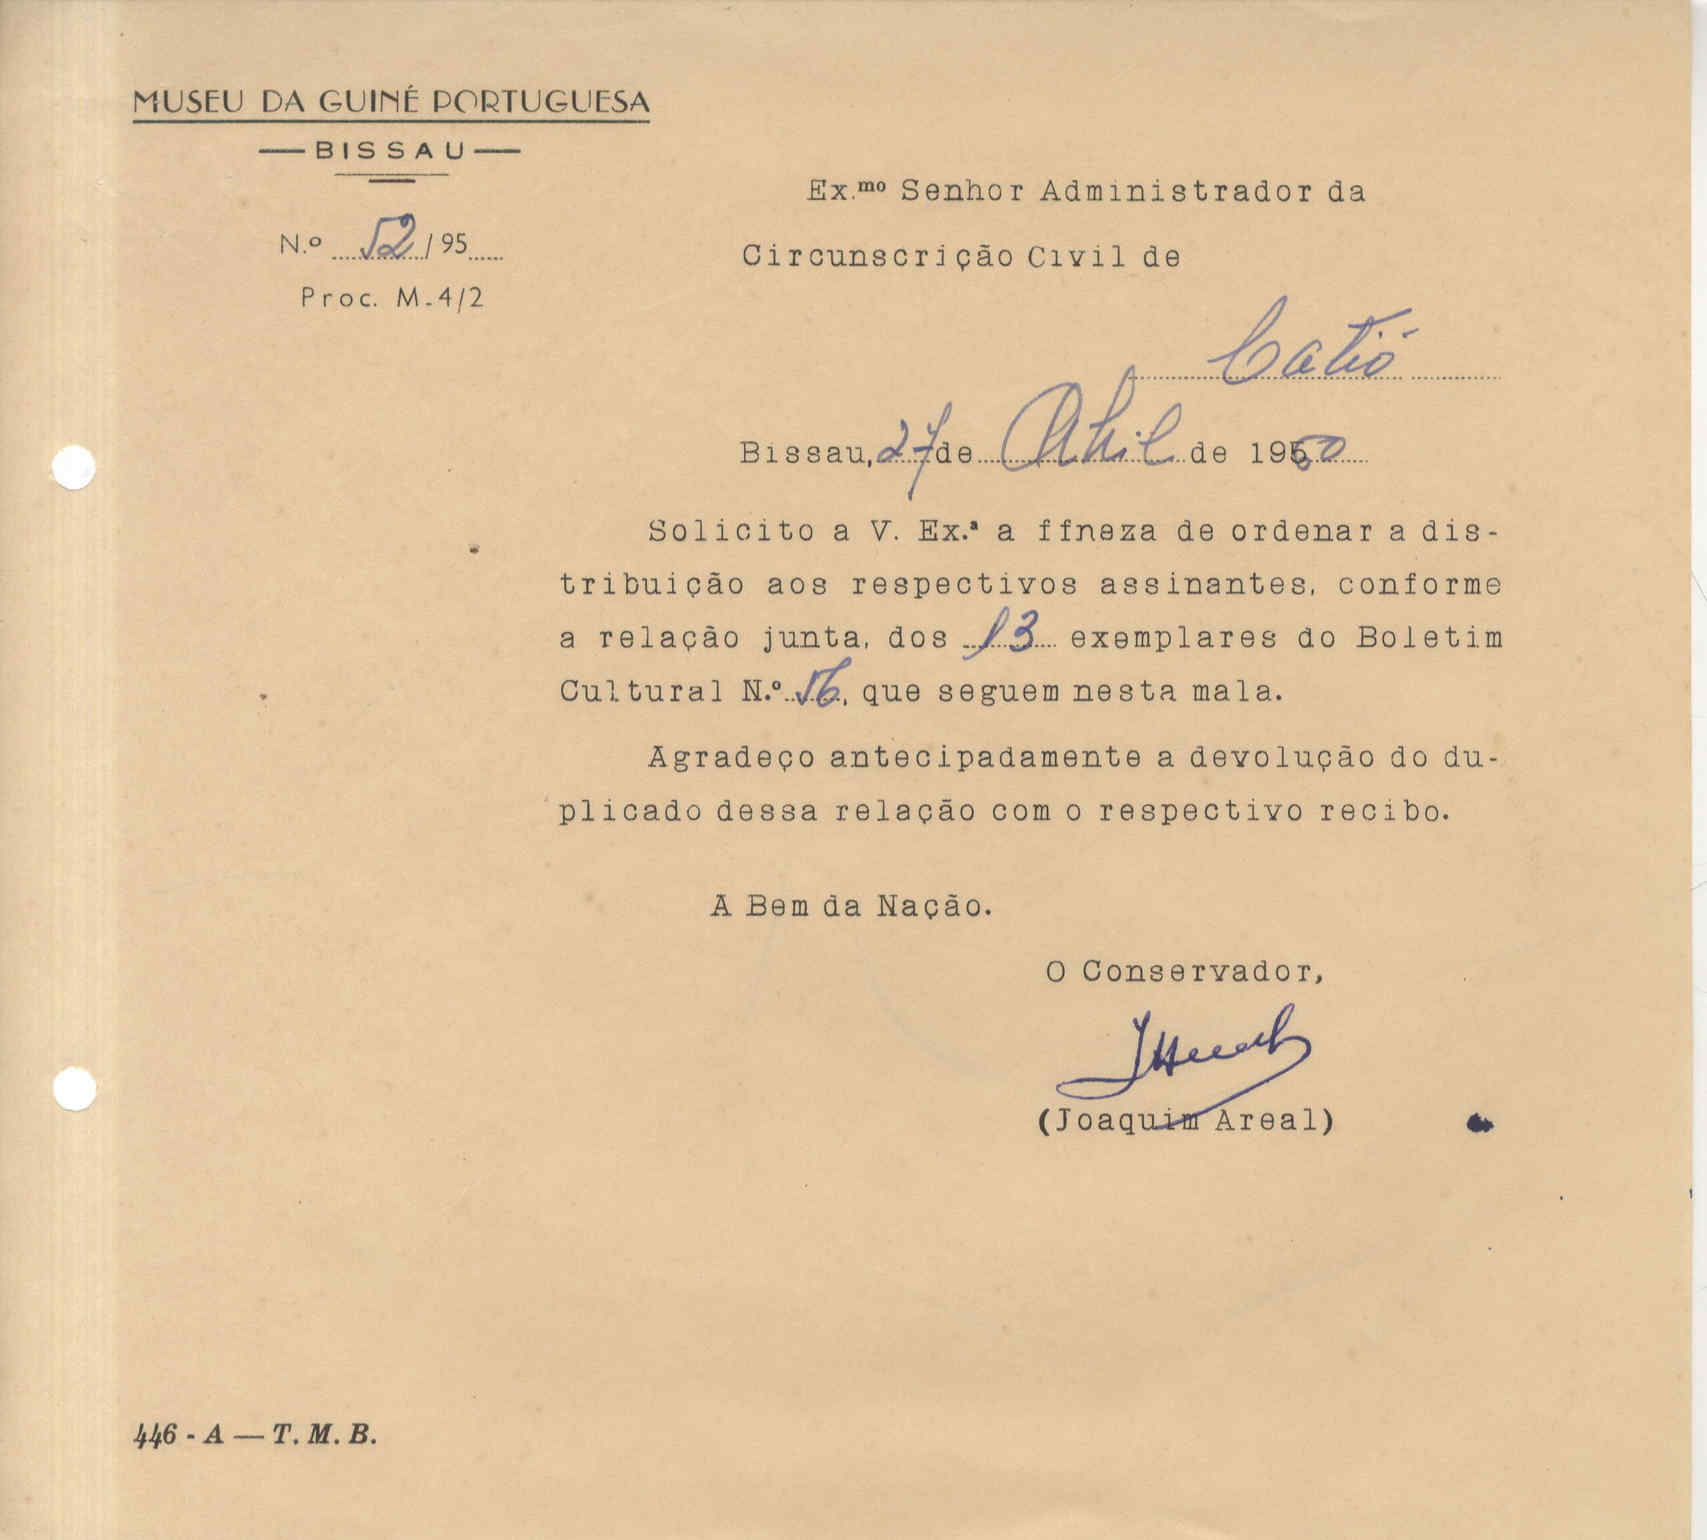 MUSEU DA GUINÉ PORTUGUESA
— BISSAU —
N.º 52/95
Proc. M-4/2
Ex.mo Senhor Administrador da
Circunscrição Civil de
Catió
Bissau, 27 de Abril de 1960
Solicito a V. Ex.ª a ffneza de ordenar a dis-
tribuição aos respectivos assinantes, conforme
a relação junta, dos 13 exemplares do Boletim
Cultural N.º 56, que seguem nesta mala.
Agradeço antecipadamente a devolução do du-
plicado dessa relação com o respectivo recibo.
A Bem da Nação.
O Conservador,
(Joaquim Areal)
446 - A — T. M. B.